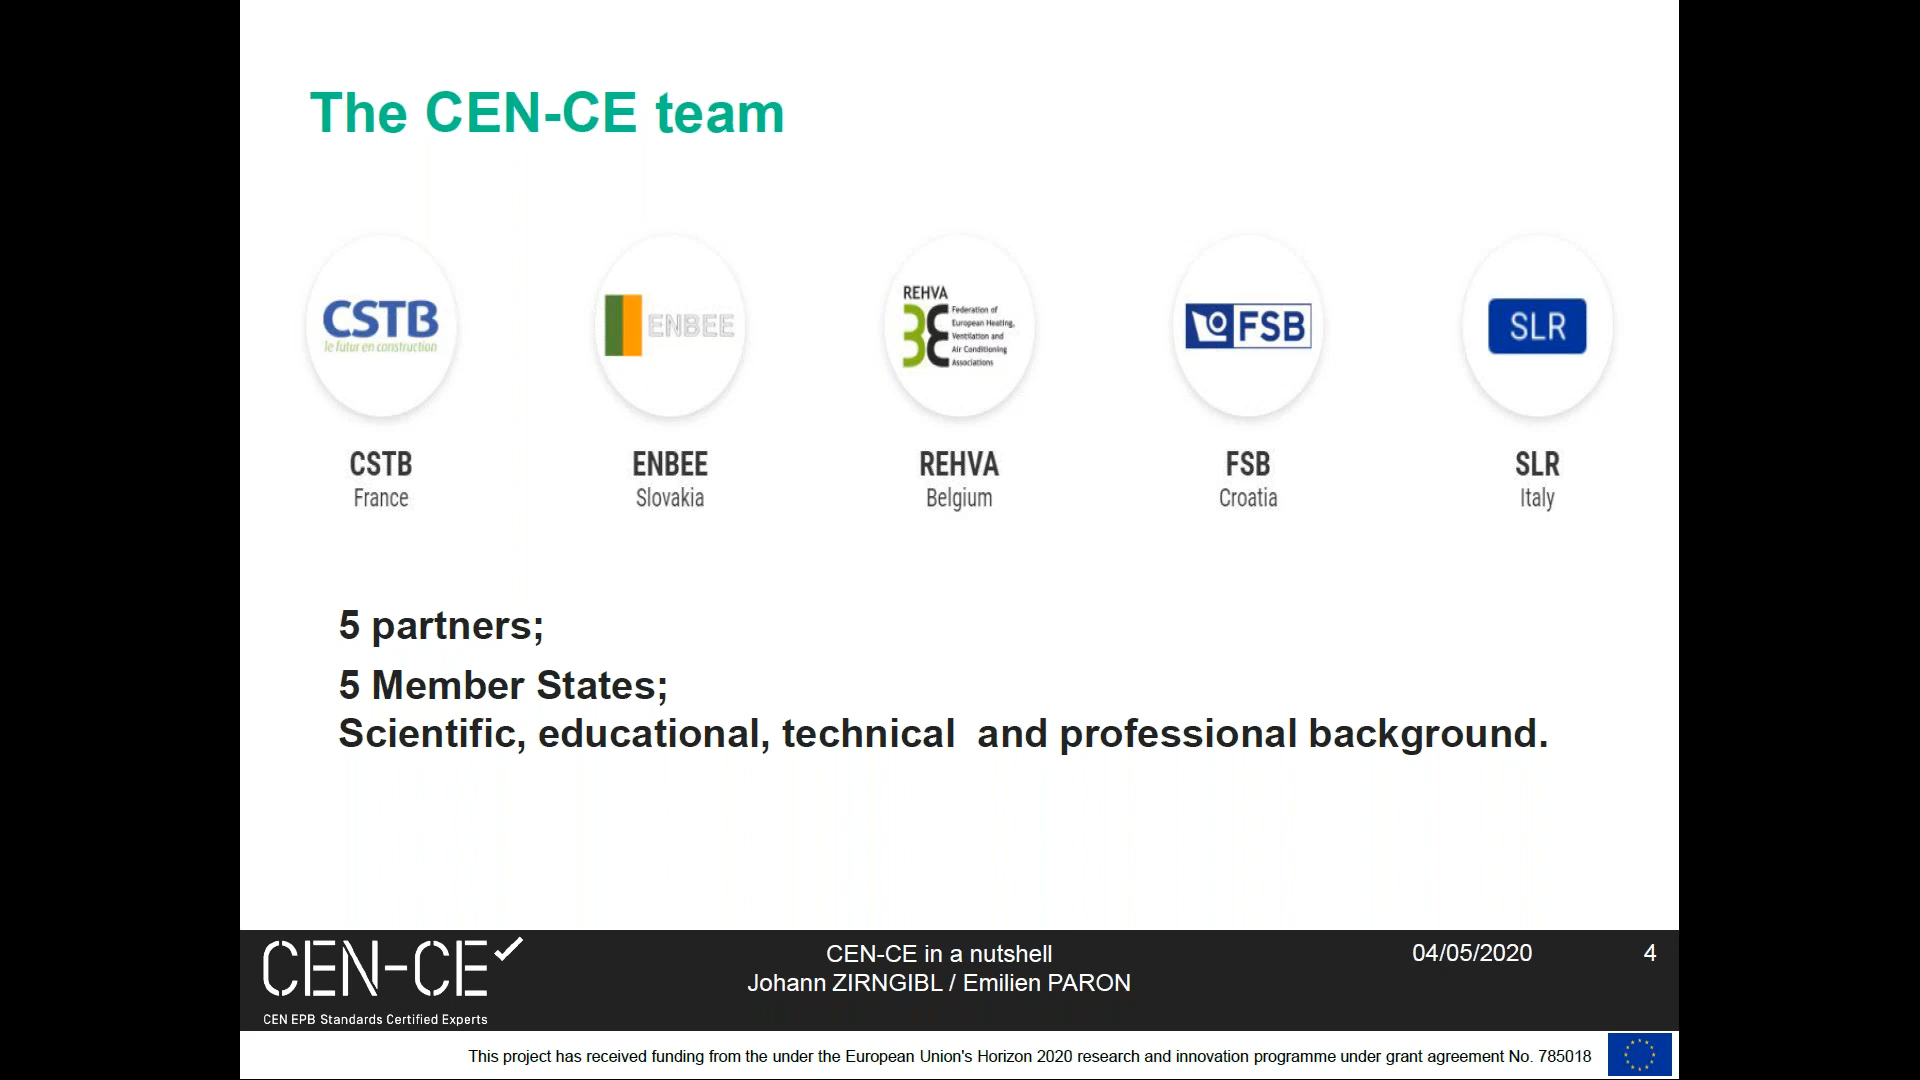 The CEN-CE team
CSTB
le futur en construction
ENBEE
REHVA
Federation of
European Heating,
Ventilation and
Air Conditioning
Associations
FSB
SLR
CSTB
France
ENBEE
Slovakia
REHVA
Belgium
FSB
Croatia
SLR
Italy
5 partners;
5 Member States;
Scientific, educational, technical  and professional background.
CEN-CE
CEN EPB Standards Certified Experts
CEN-CE in a nutshell
Johann ZIRNGIBL / Emilien PARON
04/05/2020
4
This project has received funding from the under the European Union's Horizon 2020 research and innovation programme under grant agreement No. 785018